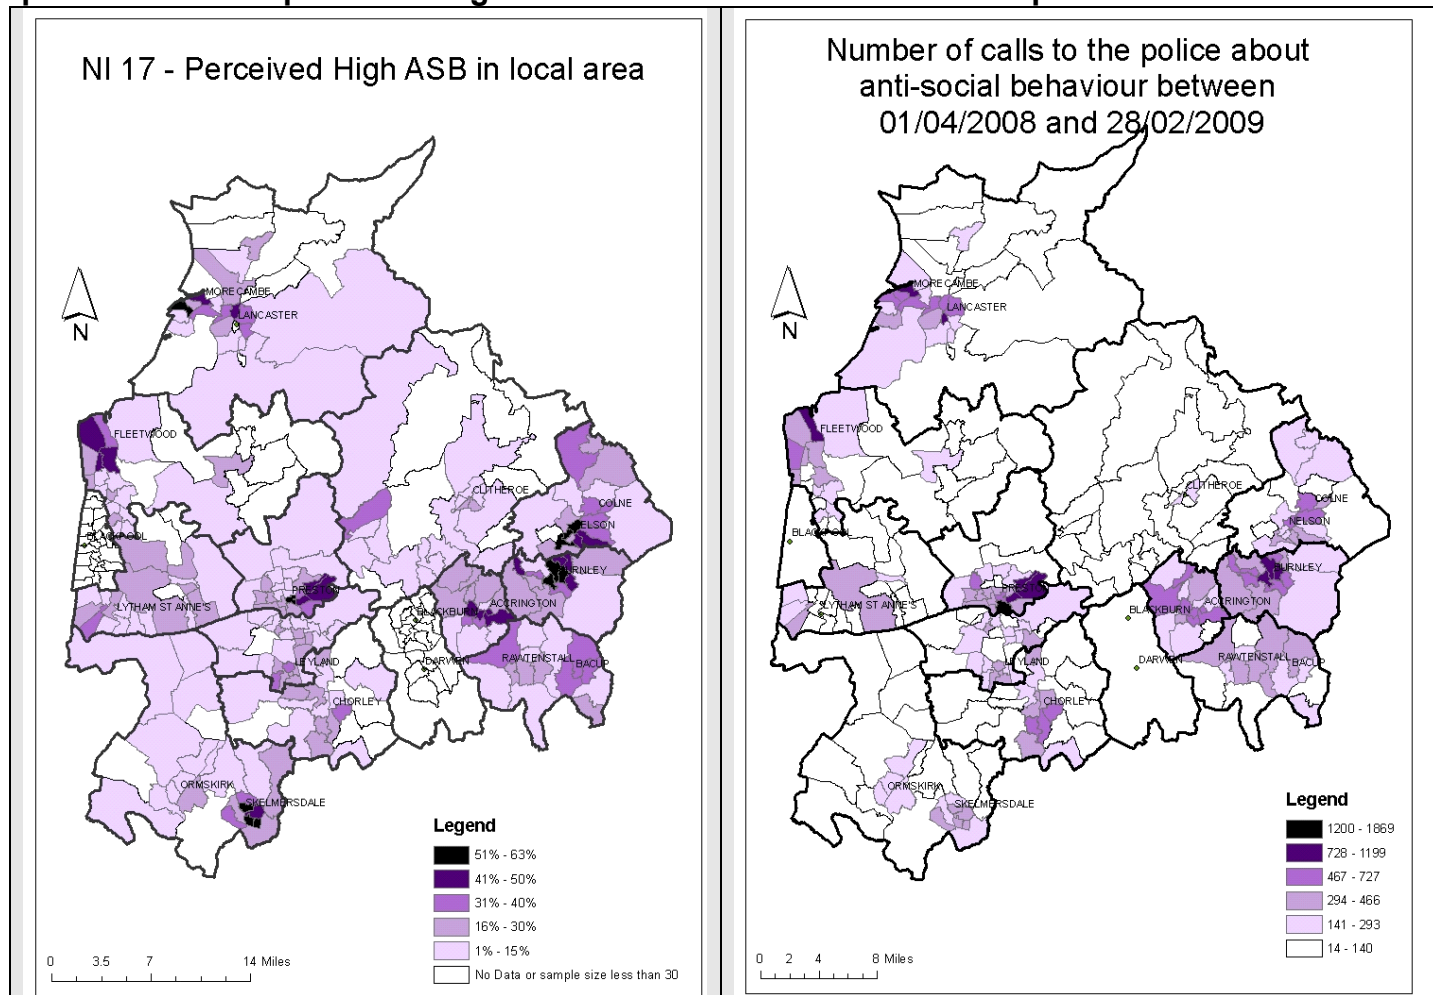 NI 17 - Perceived High ASB in local area
MORECAMBE
LANCASTER
N
FLEETWOOD
CLITHEROE
COLNE
NELSON
BLACKPOOL
BURNLEY
PRESTON
LYTHAM ST ANNE'S
BLACKBURN
ACCRINGTON
LEYLAND
DARWEN
RAWTENSTALL
BACUP
CHORLEY
ORMSKIRK
SKELMERSDALE
Legend
51% - 63%
41% - 50%
31% - 40%
16% - 30%
1% - 15%
No Data or sample size less than 30
0 3.5 7 14 Miles
Number of calls to the police about
anti-social behaviour between
01/04/2008 and 28/02/2009
MORECAMBE
LANCASTER
N
FLEETWOOD
CLITHEROE
COLNE
NELSON
BLACKPOOL
BURNLEY
PRESTON
LYTHAM ST ANNE'S
BLACKBURN
ACCRINGTON
LEYLAND
DARWEN
RAWTENSTALL
BACUP
CHORLEY
ORMSKIRK
SKELMERSDALE
Legend
1200 - 1869
728 - 1199
467 - 727
294 - 466
141 - 293
14 - 140
0 2 4 8 Miles